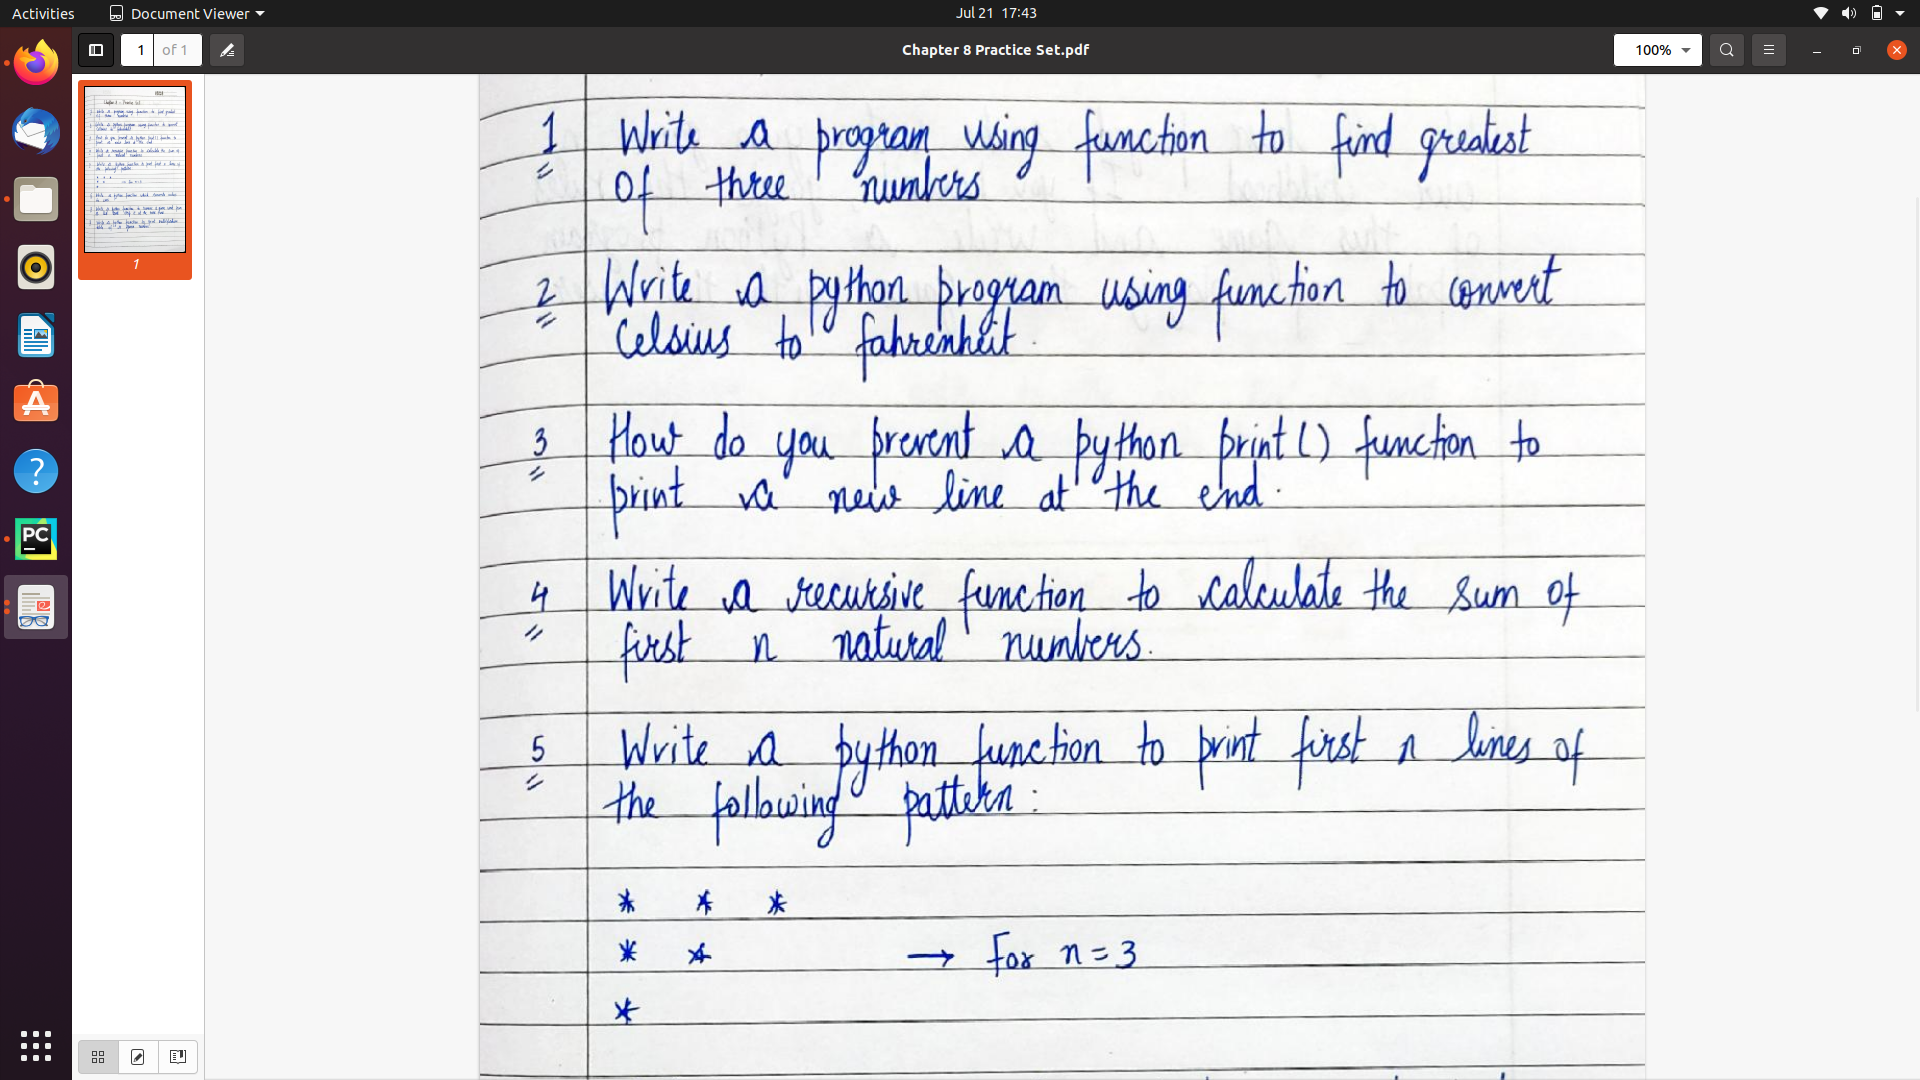 Activities
Document Viewer
Jul 21 17:43
1 of 1
Chapter 8 Practice Set.pdf
100%
1 Write a program using function to find greatest
of three numbers
2 Write a python program using function to convert
Celsius to fahrenheit.
3 How do you prevent a python print() function to
print a new line at the end.
4 Write a recursive function to calculate the sum of
first n natural numbers.
5 Write a python function to print first n lines of
the following pattern:
* * *
* * → For n = 3
*
1
PC